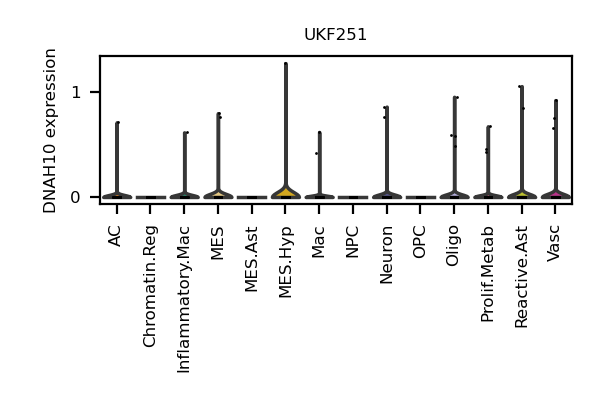 UKF251
DNAH10 expression
1
0
AC
Chromatin.Reg
Inflammatory.Mac
MES
MES.Ast
MES.Hyp
Mac
NPC
Neuron
OPC
Oligo
Prolif.Metab
Reactive.Ast
Vasc